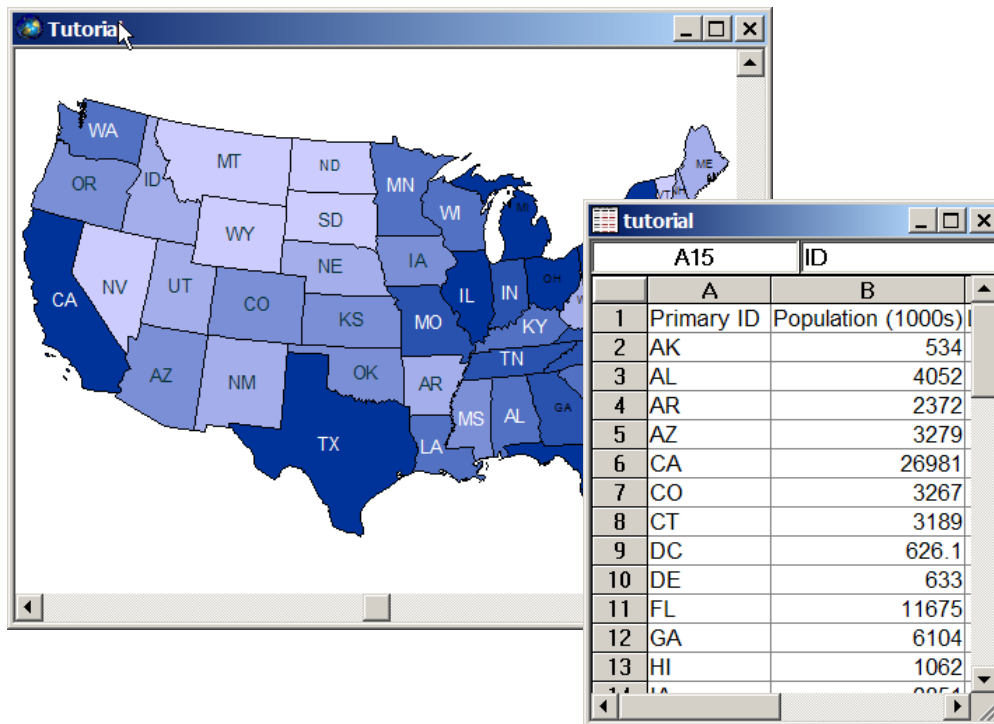 Tutorial
WA
MT
ND
ME
OR
ID
MN
VT
NH
SD
WI
MI
WY
IA
NE
NV
UT
CO
IL
IN
OH
CA
KS
MO
KY
TN
AZ
NM
OK
AR
MS
AL
GA
TX
LA
tutorial
A15 ID
A B
1 Primary ID Population (1000s)
2 AK 534
3 AL 4052
4 AR 2372
5 AZ 3279
6 CA 26981
7 CO 3267
8 CT 3189
9 DC 626.1
10 DE 633
11 FL 11675
12 GA 6104
13 HI 1062